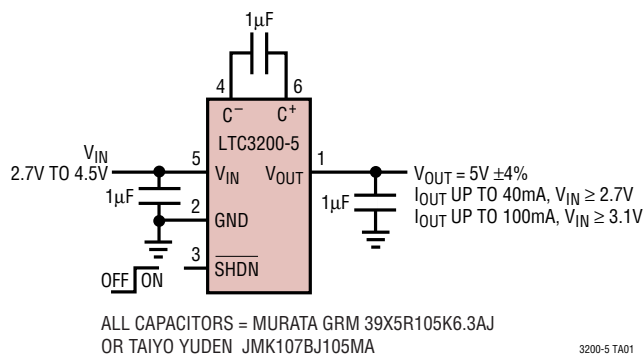 1µF
4
6
C–
C+
LTC3200-5
VIN
2.7V TO 4.5V
5
VIN
VOUT
1
VOUT = 5V ±4%
IOUT UP TO 40mA, VIN ≥ 2.7V
IOUT UP TO 100mA, VIN ≥ 3.1V
1µF
1µF
2
GND
3
SHDN
OFF ON
ALL CAPACITORS = MURATA GRM 39X5R105K6.3AJ
OR TAIYO YUDEN JMK107BJ105MA
3200-5 TA01